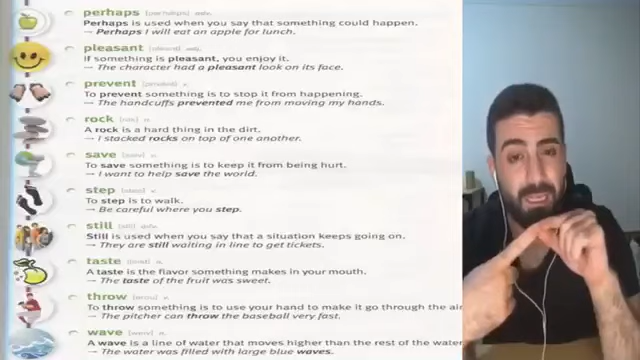 perhaps adv.
Perhaps is used when you say that something could happen.
→ Perhaps I will eat an apple for lunch.
pleasant adj.
If something is pleasant, you enjoy it.
→ The character had a pleasant look on its face.
prevent v.
To prevent something is to stop it from happening.
→ The handcuffs prevented me from moving my hands.
rock n.
A rock is a hard thing in the dirt.
→ I stacked rocks on top of one another.
save v.
To save something is to keep it from being hurt.
→ I want to help save the world.
step v.
To step is to walk.
→ Be careful where you step.
still adv.
Still is used when you say that a situation keeps going on.
→ They are still waiting in line to get tickets.
taste n.
A taste is the flavor something makes in your mouth.
→ The taste of the fruit was sweet.
throw v.
To throw something is to use your hand to make it go through the air
→ The pitcher can throw the baseball very fast.
wave n.
A wave is a line of water that moves higher than the rest of the water
→ The water was filled with large blue waves.